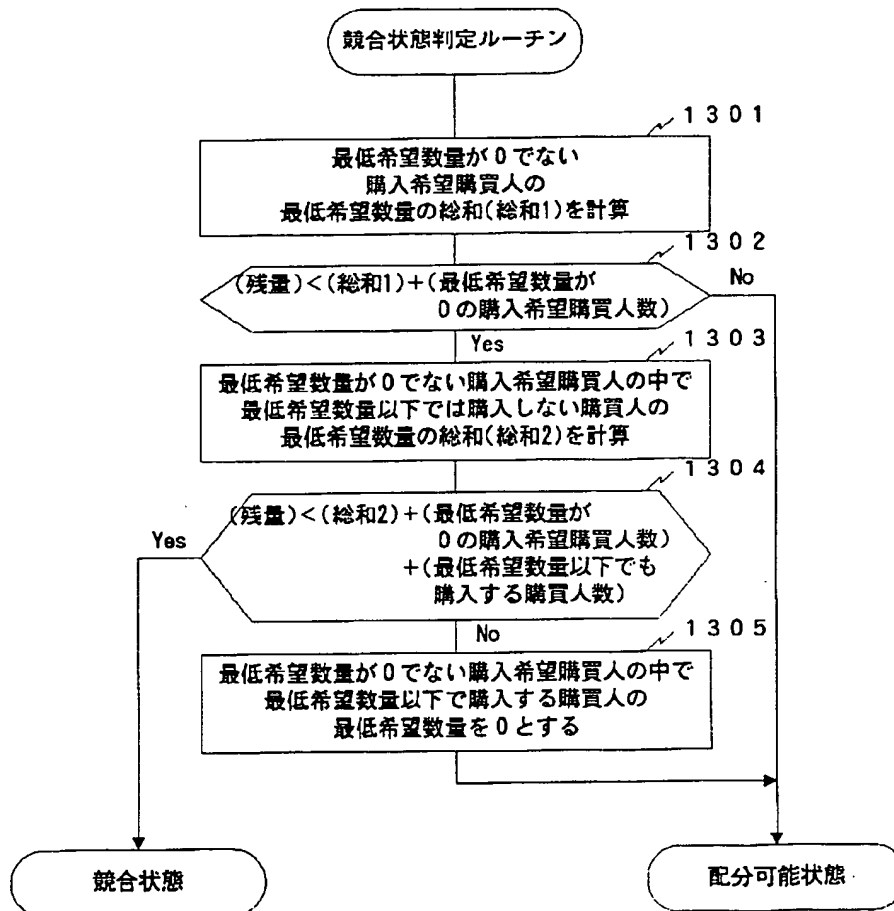 競合状態判定ルーチン
1301
最低希望数量が0でない
購入希望購買人の
最低希望数量の総和(総和1)を計算
1302
(残量)<(総和1)+(最低希望数量が
0の購入希望購買人数)
No
Yes
1303
最低希望数量が0でない購入希望購買人の中で
最低希望数量以下では購入しない購買人の
最低希望数量の総和(総和2)を計算
1304
(残量)<(総和2)+(最低希望数量が
0の購入希望購買人数)
+(最低希望数量以下でも
購入する購買人数)
Yes
No
1305
最低希望数量が0でない購入希望購買人の中で
最低希望数量以下で購入する購買人の
最低希望数量を0とする
競合状態
配分可能状態